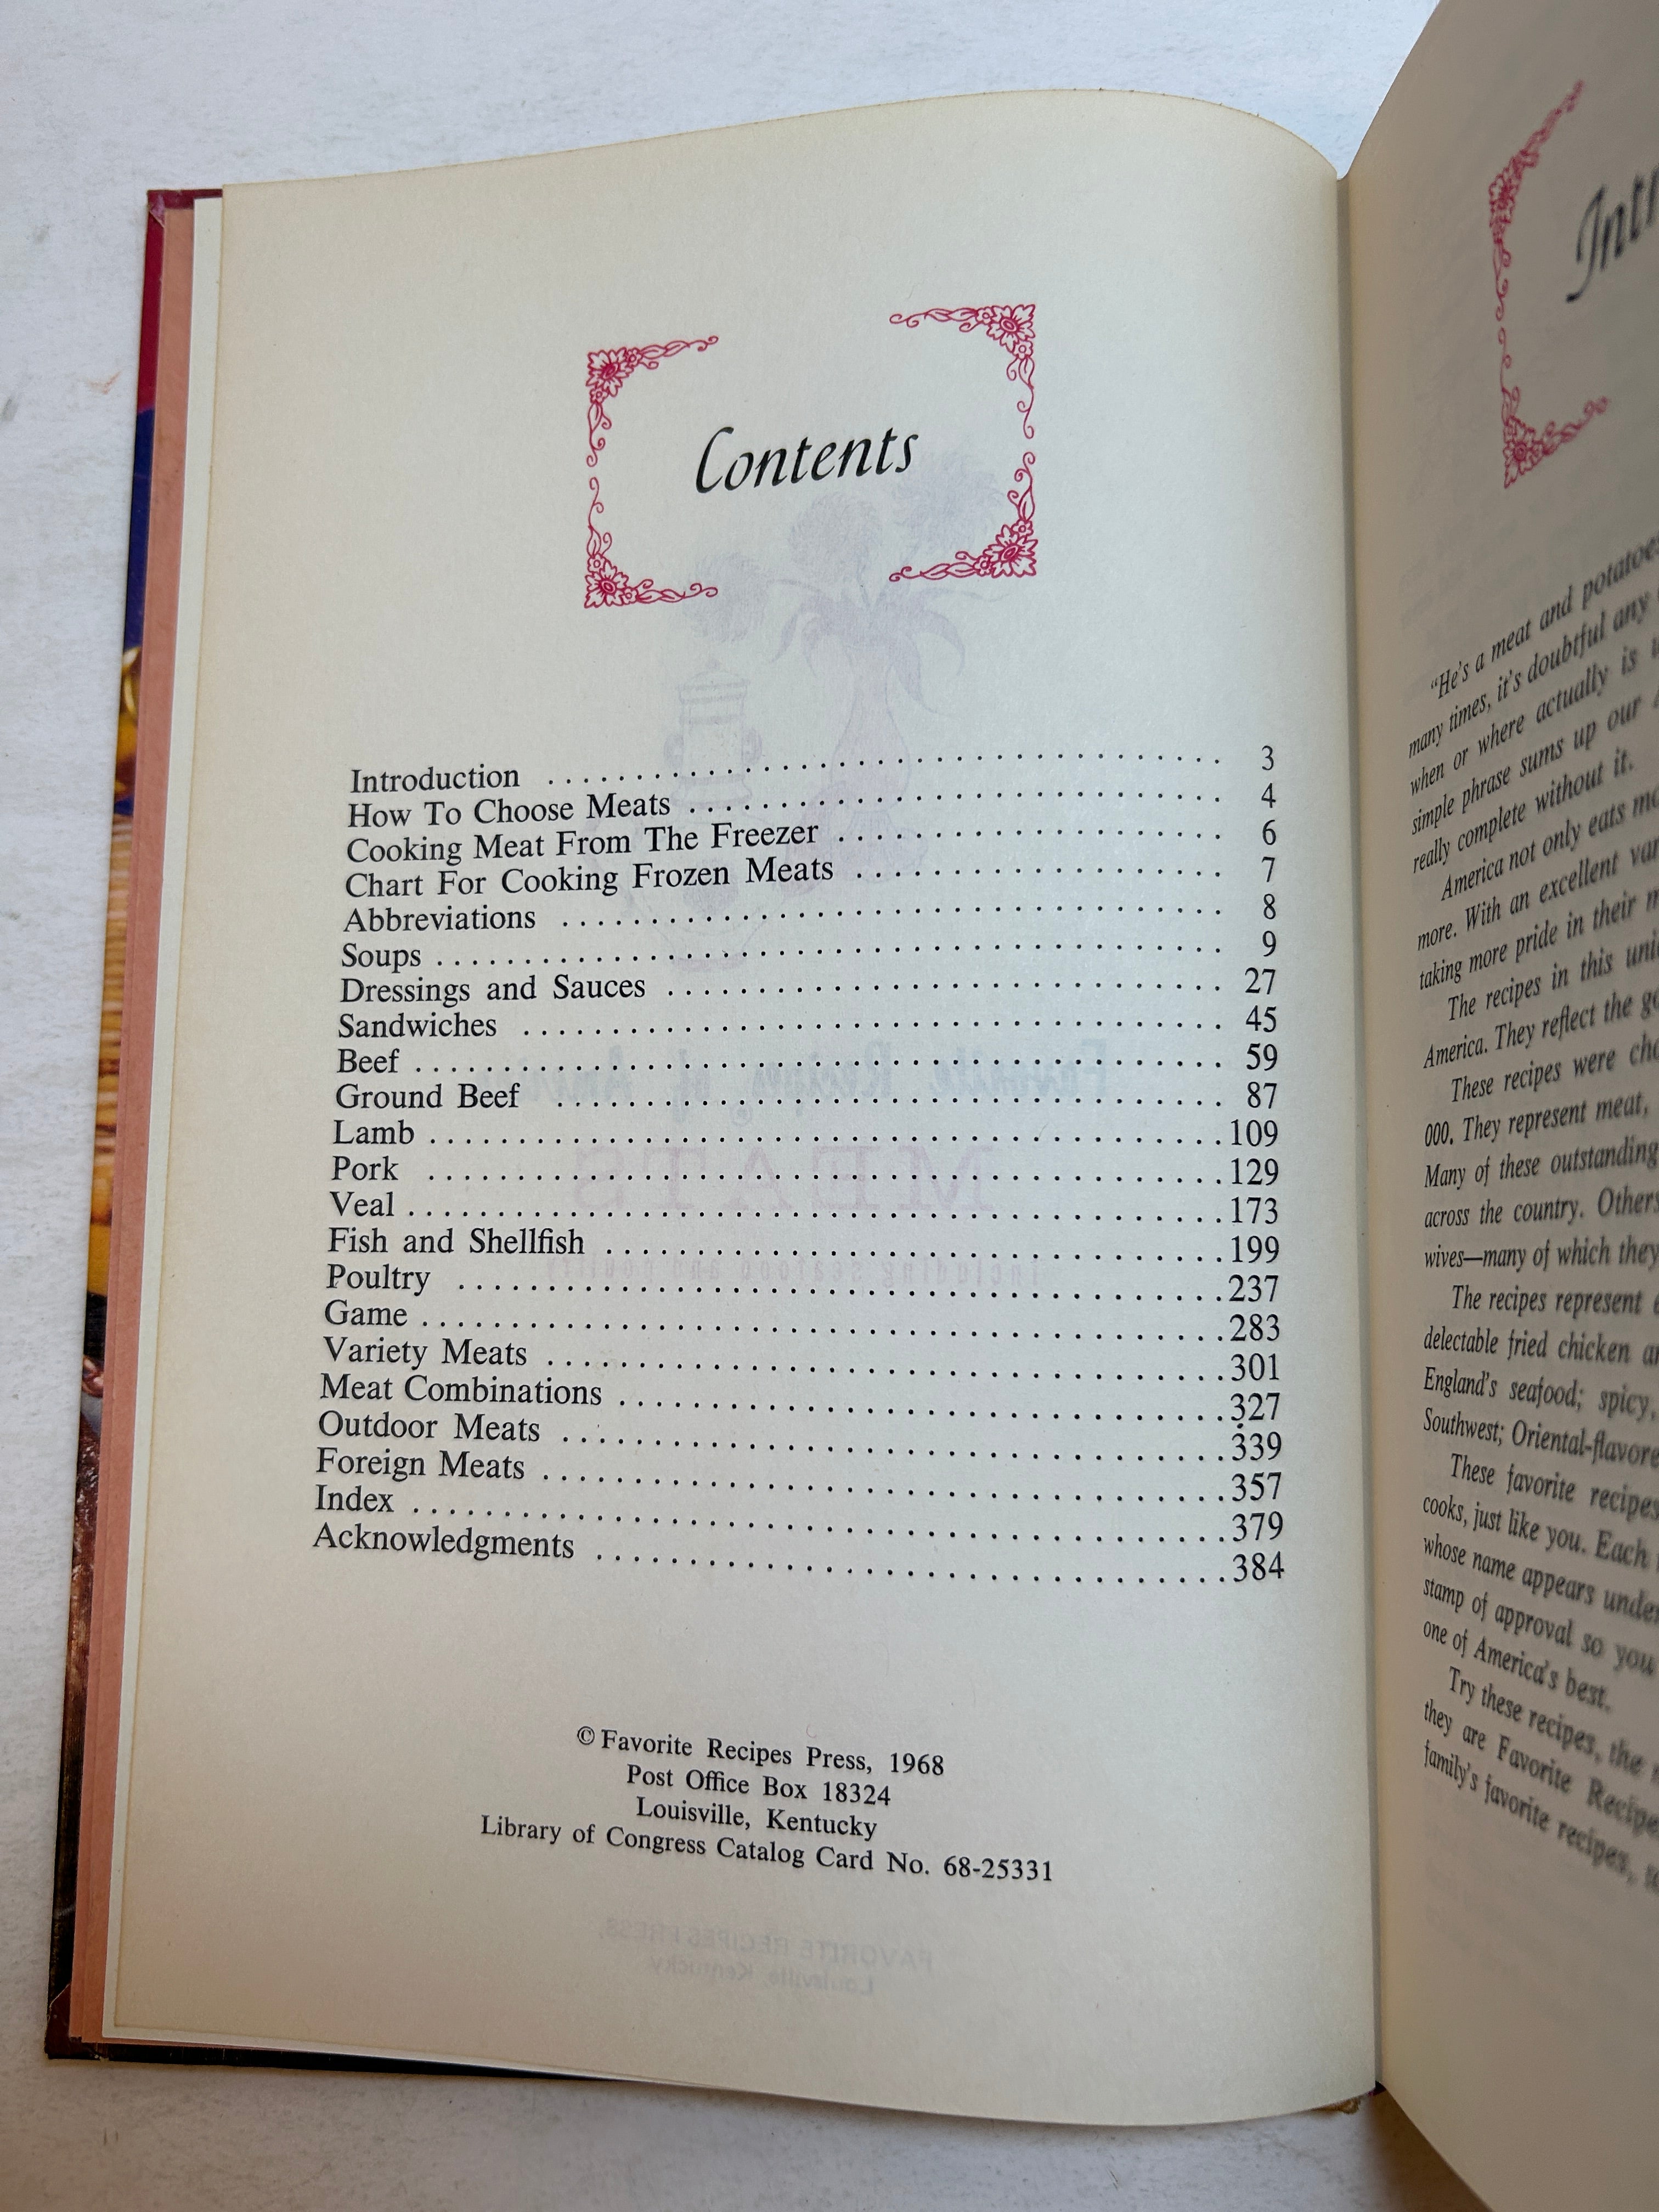 Contents
Introduction . . . . . . . . . . . . . . . . . . . . 3
How To Choose Meats . . . . . . . . . . . . . . . . . . . . 4
Cooking Meat From The Freezer . . . . . . . . . . . . . . . . . . . . 6
Chart For Cooking Frozen Meats . . . . . . . . . . . . . . . . . . . . 7
Abbreviations . . . . . . . . . . . . . . . . . . . . 8
Soups . . . . . . . . . . . . . . . . . . . . 9
Dressings and Sauces . . . . . . . . . . . . . . . . . . . . 27
Sandwiches . . . . . . . . . . . . . . . . . . . . 45
Beef . . . . . . . . . . . . . . . . . . . . 59
Ground Beef . . . . . . . . . . . . . . . . . . . . 87
Lamb . . . . . . . . . . . . . . . . . . . . 109
Pork . . . . . . . . . . . . . . . . . . . . 129
Veal . . . . . . . . . . . . . . . . . . . . 173
Fish and Shellfish . . . . . . . . . . . . . . . . . . . . 199
Poultry . . . . . . . . . . . . . . . . . . . . 237
Game . . . . . . . . . . . . . . . . . . . . 283
Variety Meats . . . . . . . . . . . . . . . . . . . . 301
Meat Combinations . . . . . . . . . . . . . . . . . . . . 327
Outdoor Meats . . . . . . . . . . . . . . . . . . . . 339
Foreign Meats . . . . . . . . . . . . . . . . . . . . 357
Index . . . . . . . . . . . . . . . . . . . . 379
Acknowledgments . . . . . . . . . . . . . . . . . . . . 384
© Favorite Recipes Press, 1968
Post Office Box 18324
Louisville, Kentucky
Library of Congress Catalog Card No. 68-25331
"He's a meat and potatoes
many times, it's doubtful any
when or where actually is
simple phrase sums up our
really complete without it.
America not only eats
more. With an excellent
taking more pride in their
The recipes in this
America. They reflect the
These recipes were
000. They represent meat,
Many of these outstanding
across the country. Others
wives—many of which they
The recipes represent
delectable fried chicken
England's seafood; spicy,
Southwest; Oriental-flavore
These favorite recipes
cooks, just like you. Each
whose name appears under
stamp of approval so you
one of America's best.
Try these recipes, the
they are Favorite Recipe
family's favorite recipes,